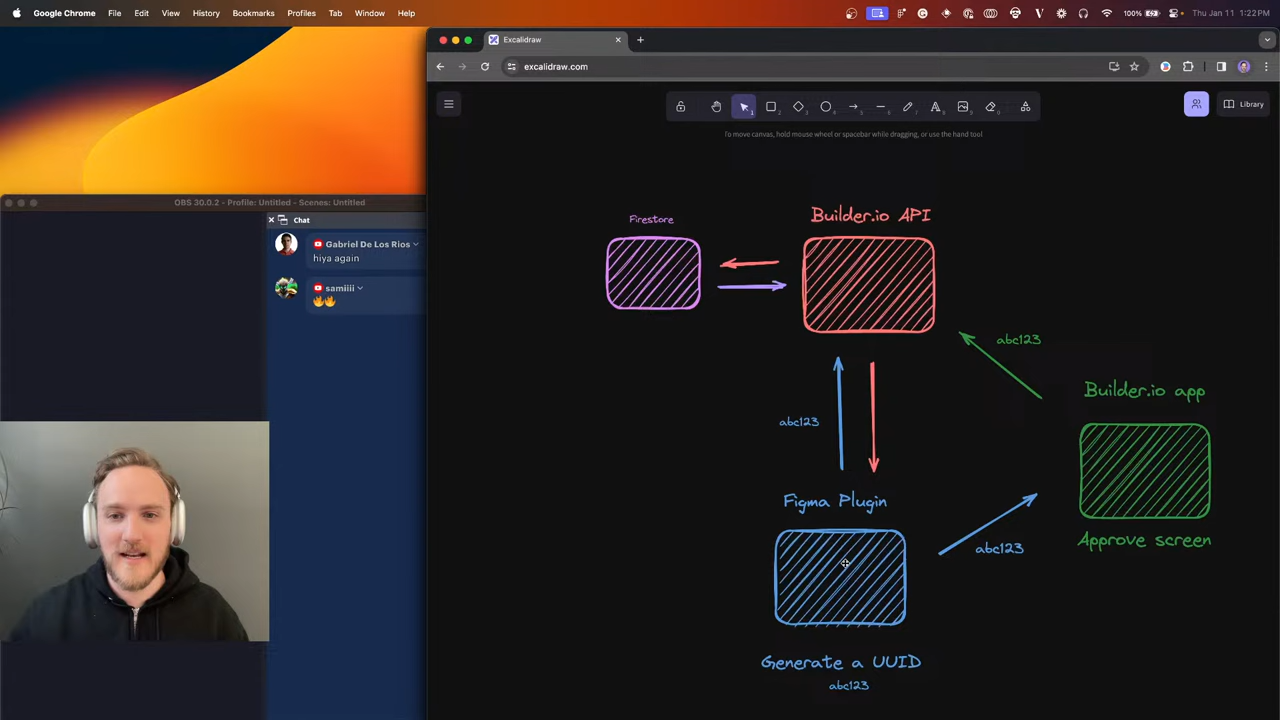 Google Chrome File Edit View History Bookmarks Profiles Tab Window Help
100% Thu Jan 11 1:22 PM
Excalidraw
excalidraw.com
Library
To move canvas, hold mouse wheel or spacebar while dragging, or use the hand tool
OBS 30.0.2 - Profile: Untitled - Scenes: Untitled
Chat
Gabriel De Los Rios
hiya again
samiiii
🔥🔥
Firestore
Builder.io API
abc123
Builder.io app
abc123
Figma Plugin
abc123
Approve screen
Generate a UUID
abc123